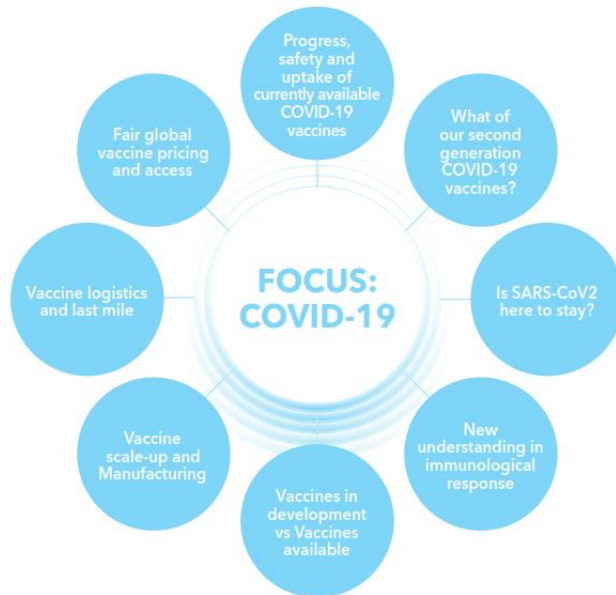 Progress,
safety and
uptake of
currently available
COVID-19
vaccines
What of
our second
generation
COVID-19
vaccines?
Is SARS-CoV2
here to stay?
New
understanding in
immunological
response
Vaccines in
development
vs Vaccines
available
Vaccine
scale-up and
Manufacturing
Vaccine logistics
and last mile
Fair global
vaccine pricing
and access
FOCUS:
COVID-19